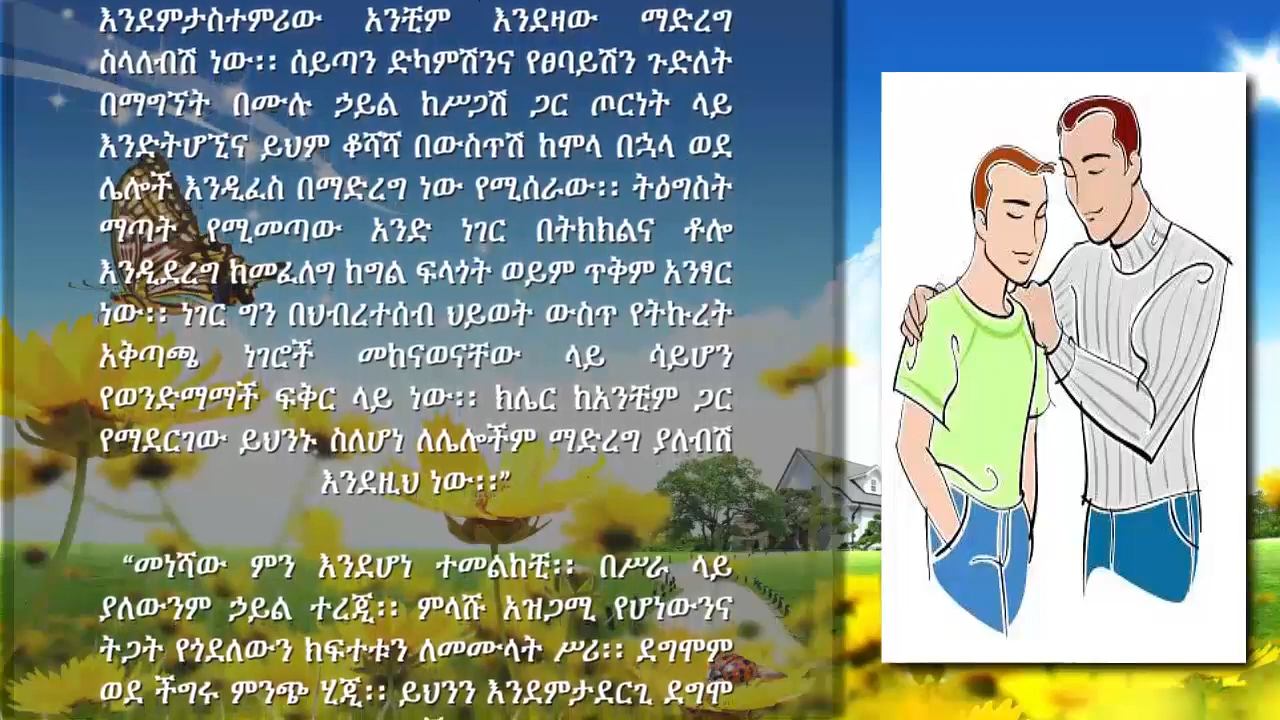 እንደምታስተምሪው አንቺም እንደዛው ማድረግ
ስላለብሽ ነው፡፡ ሰይጣን ድካምሽንና የፀባይሽን ጉድለት
በማግኘት በሙሉ ኃይል ከሥጋሽ ጋር ጦርነት ላይ
እንድትሆኚና ይህም ቆሻሻ በውስጥሽ ከሞላ በኋላ ወደ
ሌሎች እንዲፈስ በማድረግ ነው የሚሰራው፡፡ ትዕግስት
ማጣት የሚመጣው አንድ ነገር በትክክልና ቶሎ
እንዲደረግ ከመፈለግ ከግል ፍላጎት ወይም ጥቅም አንፃር
ነው፡፡ ነገር ግን በህብረተሰብ ህይወት ውስጥ የትኩረት
አቅጣጫ ነገሮች መከናወናቸው ላይ ሳይሆን
የወንድማማች ፍቅር ላይ ነው፡፡ ክሌር ከአንቺም ጋር
የማደርገው ይህንኑ ስለሆነ ለሌሎችም ማድረግ ያለብሽ
እንደዚህ ነው፡፡”
“መነሻው ምን እንደሆነ ተመልከቺ፡፡ በሥራ ላይ
ያለውንም ኃይል ተረጂ፡፡ ምላሹ አዝጋሚ የሆነውንና
ትጋት የጎደለውን ክፍተቱን ለመሙላት ሥሪ፡፡ ደግሞም
ወደ ችግሩ ምንጭ ሂጂ፡፡ ይህንን እንደምታደርጊ ደግሞ